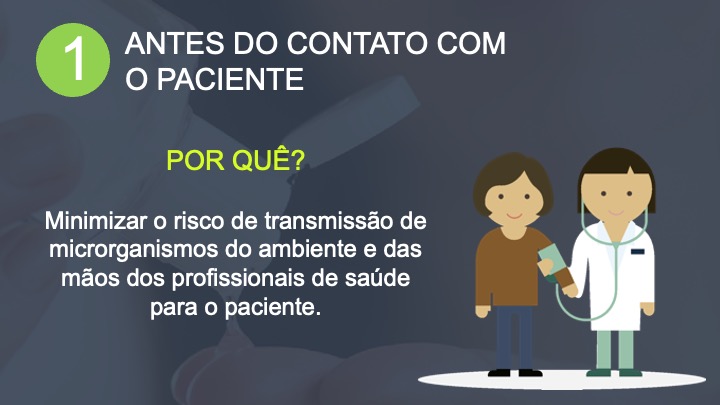 1
ANTES DO CONTATO COM
O PACIENTE
POR QUÊ?
Minimizar o risco de transmissão de
microrganismos do ambiente e das
mãos dos profissionais de saúde
para o paciente.